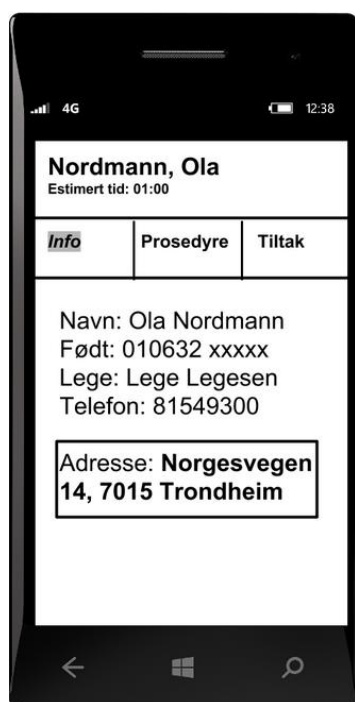 4G 12:38
Nordmann, Ola
Estimert tid: 01:00
Info Prosedyre Tiltak
Navn: Ola Nordmann
Født: 010632 xxxxx
Lege: Lege Legesen
Telefon: 81549300
Adresse: Norgesvegen
14, 7015 Trondheim